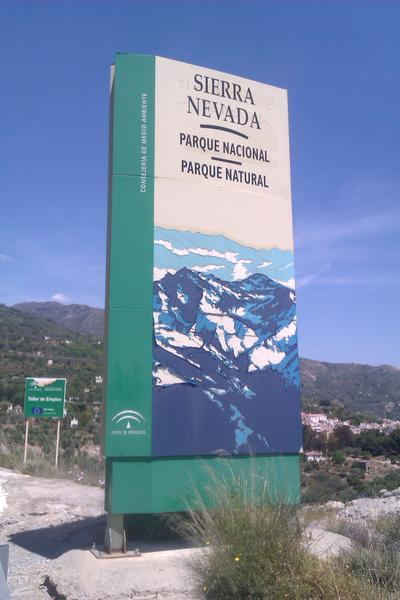 SIERRA
NEVADA
PARQUE NACIONAL
PARQUE NATURAL
CONSEJERÍA DE MEDIO AMBIENTE
JUNTA DE ANDALUCIA
Taller de Empleo